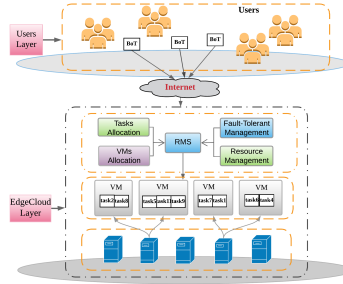 Users
Users
Layer
BoT
BoT
BoT
Internet
Tasks
Allocation
Fault-Tolerant
Management
RMS
VMs
Allocation
Resource
Management
EdgeCloud
Layer
VM
VM
VM
VM
task2 task8
task5 task1 task9
task7 task1
task6 task4